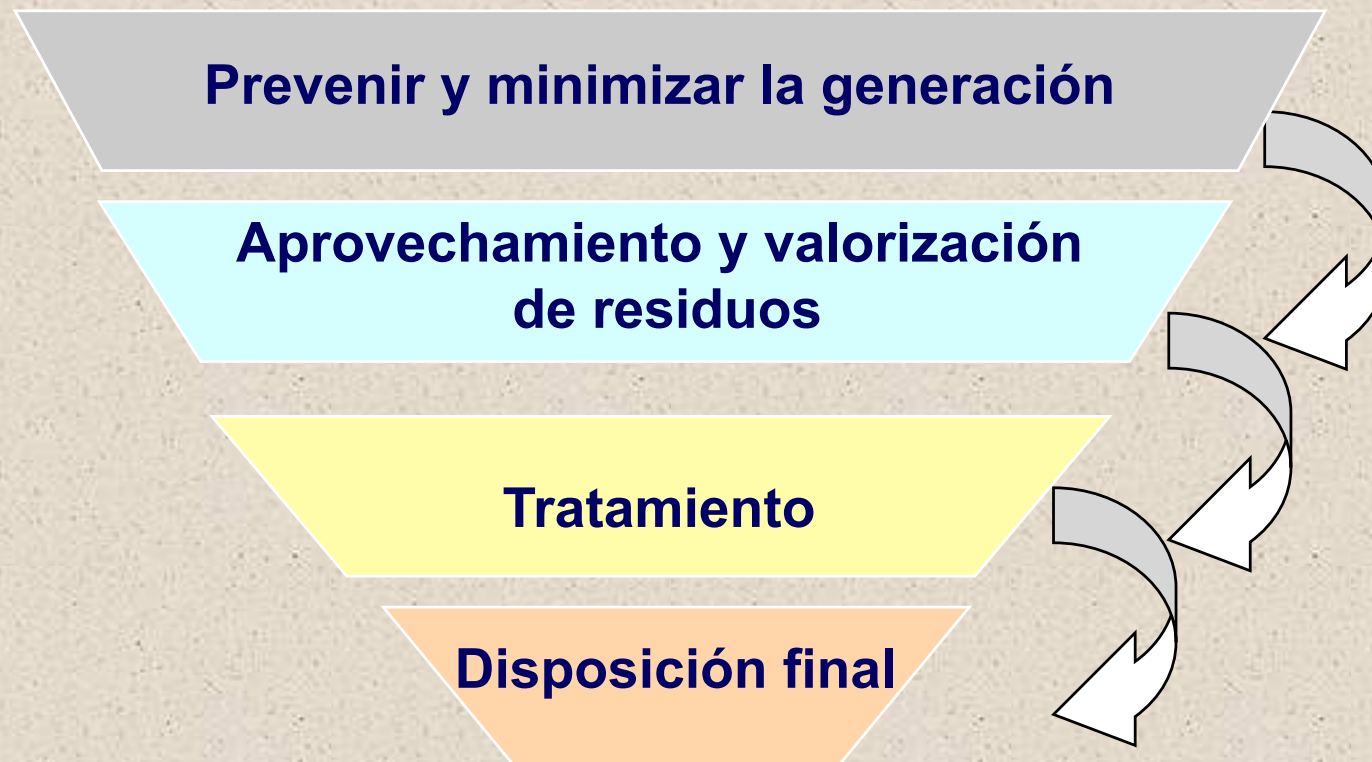 Prevenir y minimizar la generación
Aprovechamiento y valorización
de residuos
Tratamiento
Disposición final